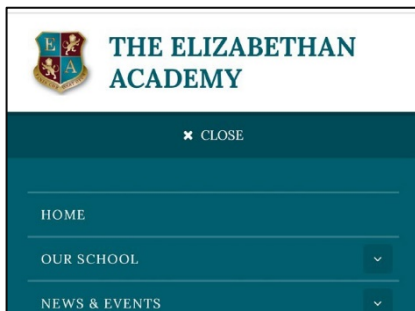 E
A
THE ELIZABETHAN
ACADEMY
✖ CLOSE
HOME
OUR SCHOOL
NEWS & EVENTS